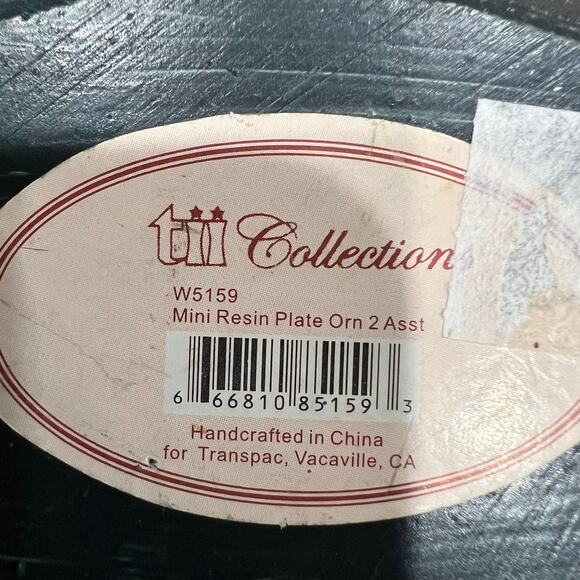 tii Collection
W5159
Mini Resin Plate Orn 2 Asst
6 66810 85159 3
Handcrafted in China
for Transpac, Vacaville, CA